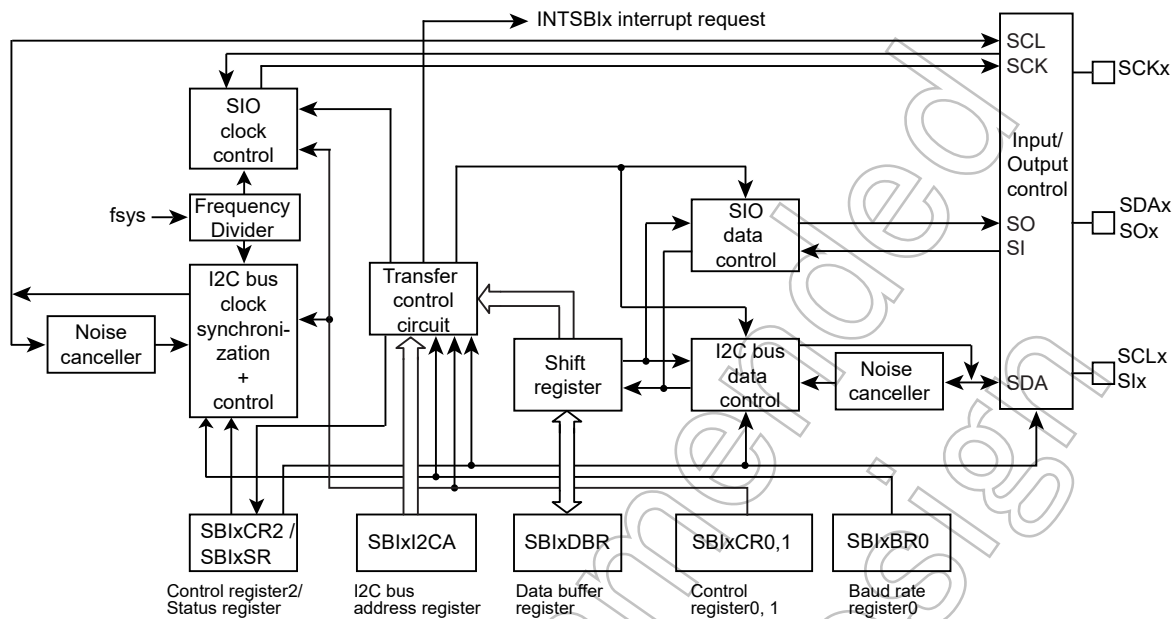 INTSBIx interrupt request
SCL
SCK
SCKx
SIO
clock
control
Input/
Output
control
fsys
Frequency
Divider
SIO
data
control
SO
SI
SDAx
SOx
I2C bus
clock
synchroni-
zation
+
control
Transfer
control
circuit
Noise
canceller
Shift
register
I2C bus
data
control
Noise
canceller
SDA
SCLx
SIx
SBIxCR2 /
SBIxSR
SBIxI2CA
SBIxDBR
SBIxCR0,1
SBIxBR0
Control register2/
Status register
I2C bus
address register
Data buffer
register
Control
register0, 1
Baud rate
register0
mended
esign